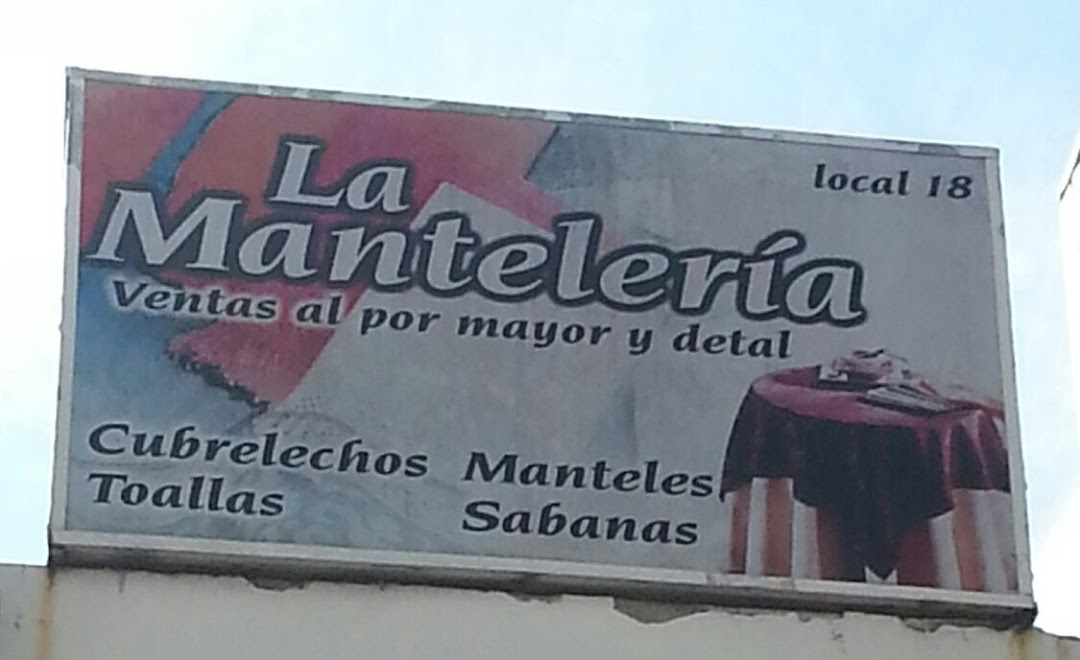 local 18
La
Mantelería
Ventas al por mayor y detal
Cubrelechos Manteles
Toallas Sabanas